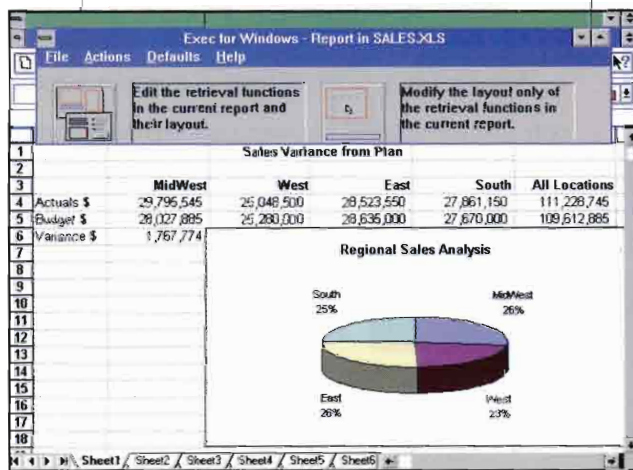 Exec for Windows - Report in SALES.XLS
File Actions Defaults Help
Edit the retrieval functions
in the current report and
their layout.
Modify the layout only of
the retrieval functions in
the current report.
1 Sales Variance from Plan
2
3 MidWest West East South All Locations
4 Actuals $ 29,795,545 25,048,500 28,523,550 27,861,150 111,228,745
5 Budget $ 28,027,885 25,280,000 28,635,000 27,670,000 109,612,885
6 Variance $ 1,767,774
7 Regional Sales Analysis
8
9
10 South MidWest
11 25% 26%
12
13
14
15
16 East West
17 26% 23%
18
Sheet1 Sheet2 Sheet3 Sheet4 Sheet5 Sheet6